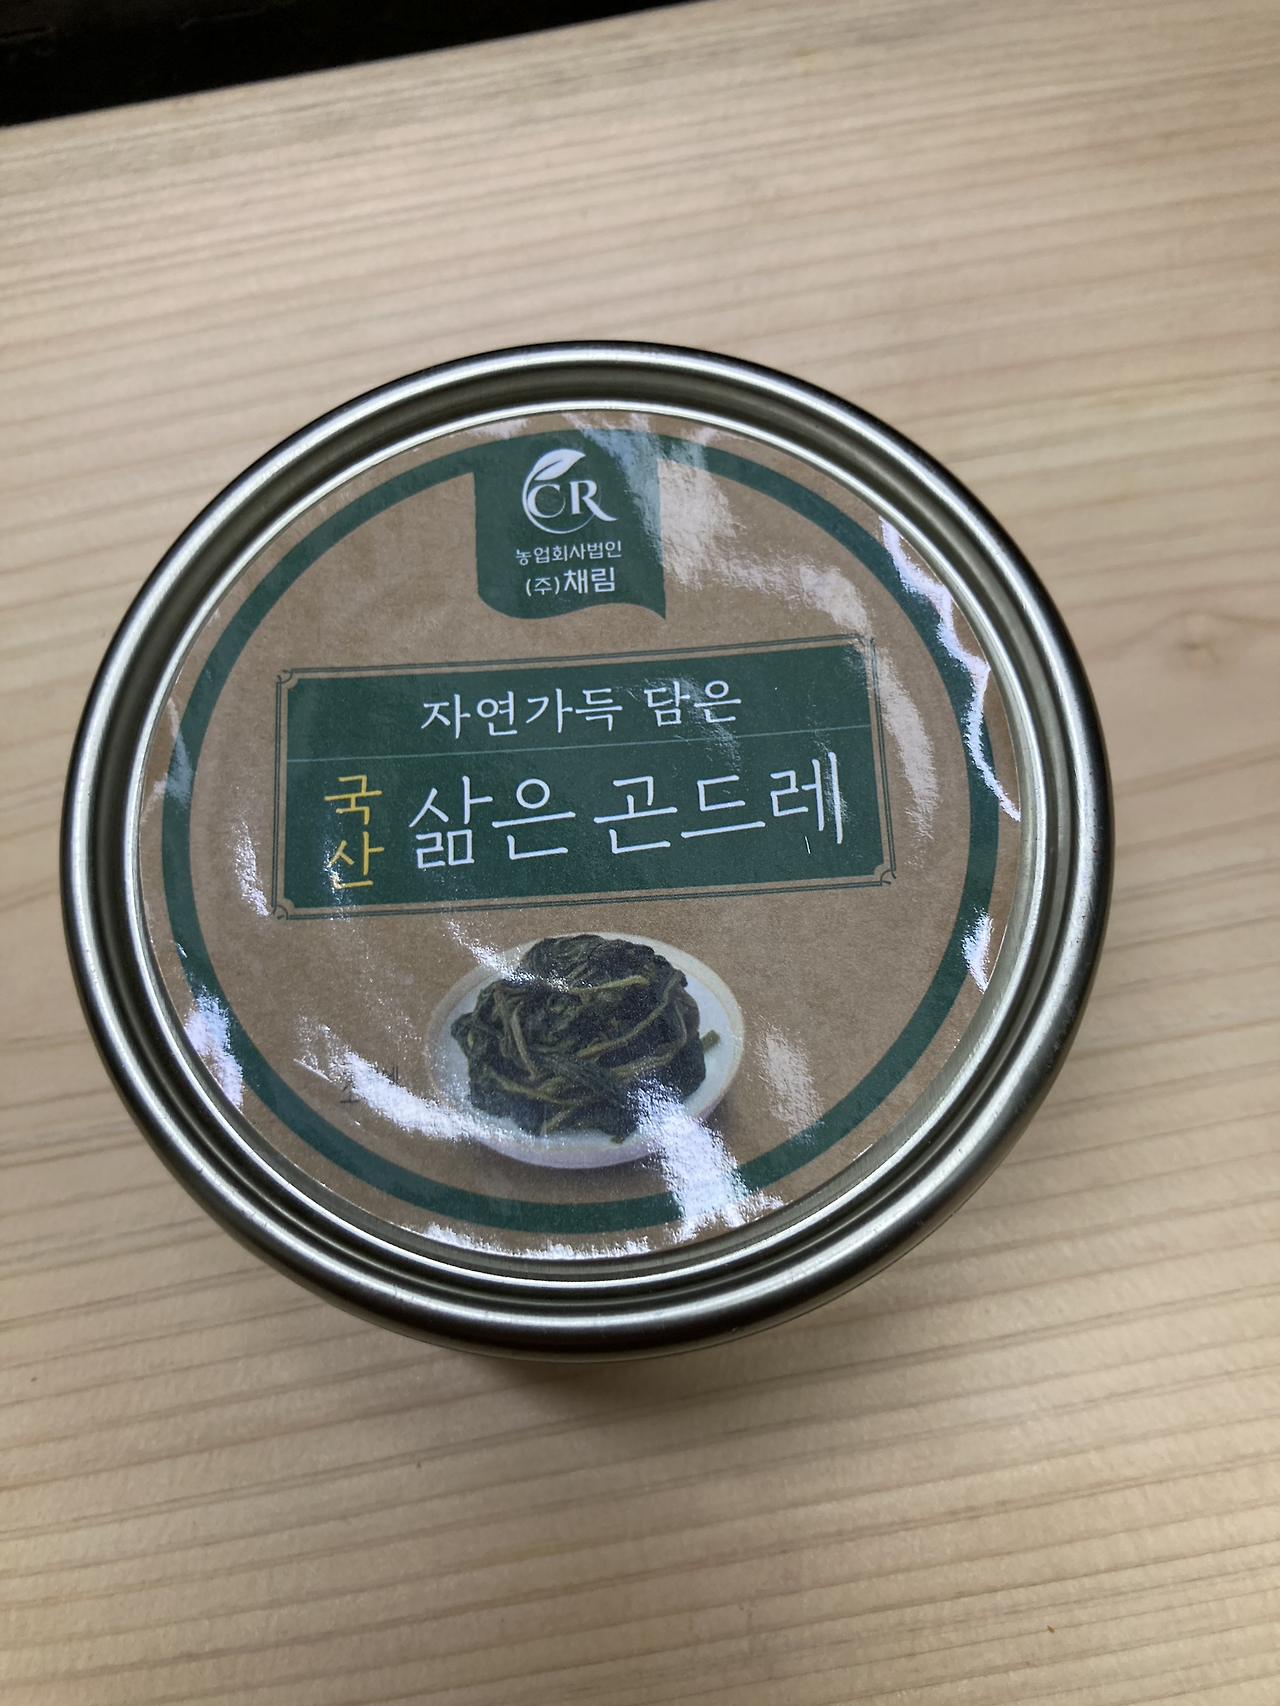 CR
농업회사법인
(주)채림
자연가득 담은
국산
삶은 곤드레